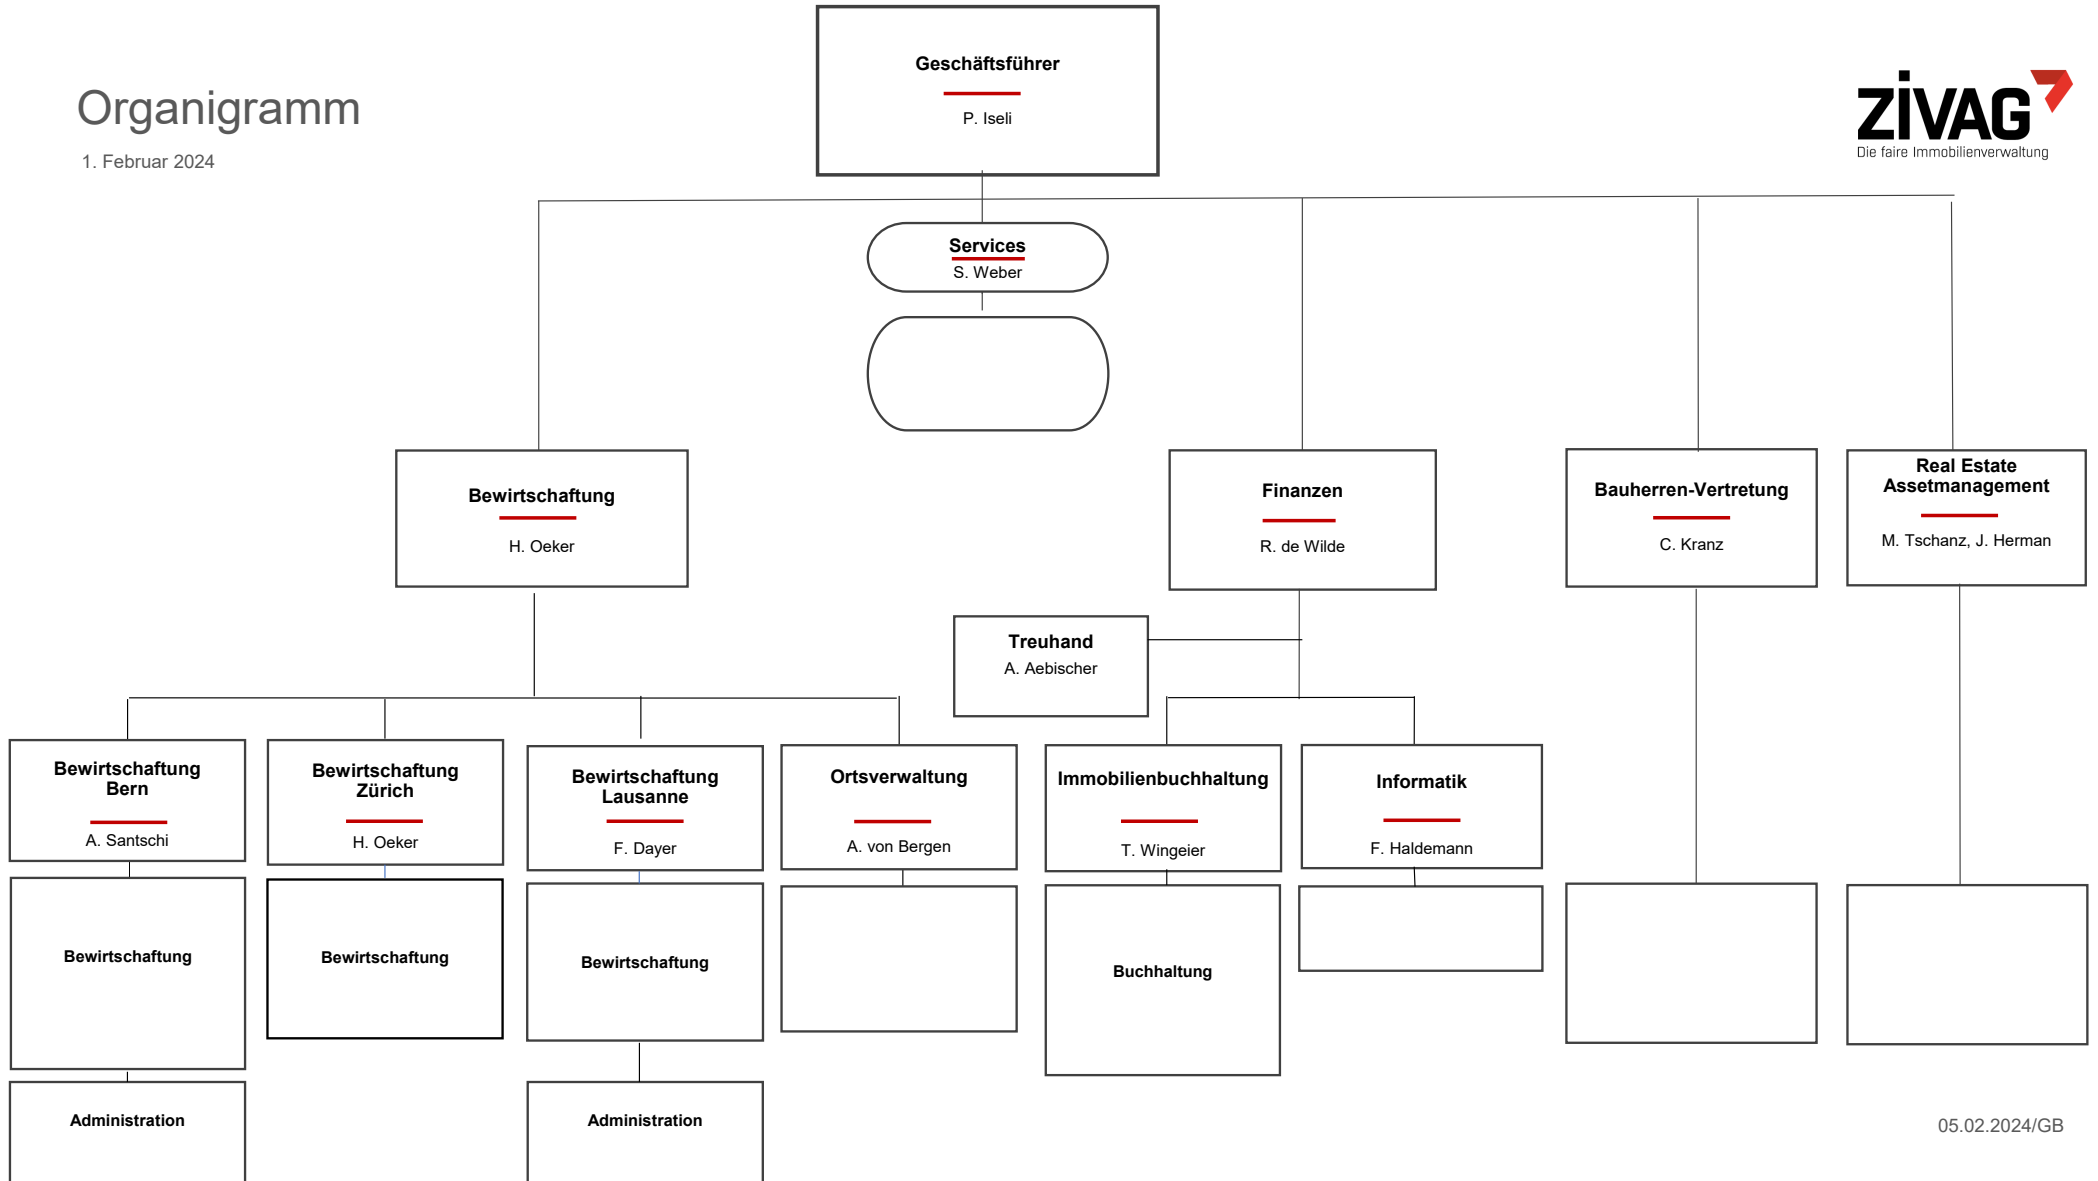 Geschäftsführer
P. Iseli
Organigramm
1. Februar 2024
ZIVAG
Die faire Immobilienverwaltung
Services
S. Weber
Bewirtschaftung
H. Oeker
Finanzen
R. de Wilde
Bauherren-Vertretung
C. Kranz
Real Estate
Assetmanagement
M. Tschanz, J. Herman
Treuhand
A. Aebischer
Bewirtschaftung
Bern
A. Santschi
Bewirtschaftung
Zürich
H. Oeker
Bewirtschaftung
Lausanne
F. Dayer
Ortsverwaltung
A. von Bergen
Immobilienbuchhaltung
T. Wingeier
Informatik
F. Haldemann
Bewirtschaftung
Bewirtschaftung
Bewirtschaftung
Buchhaltung
Administration
Administration
05.02.2024/GB